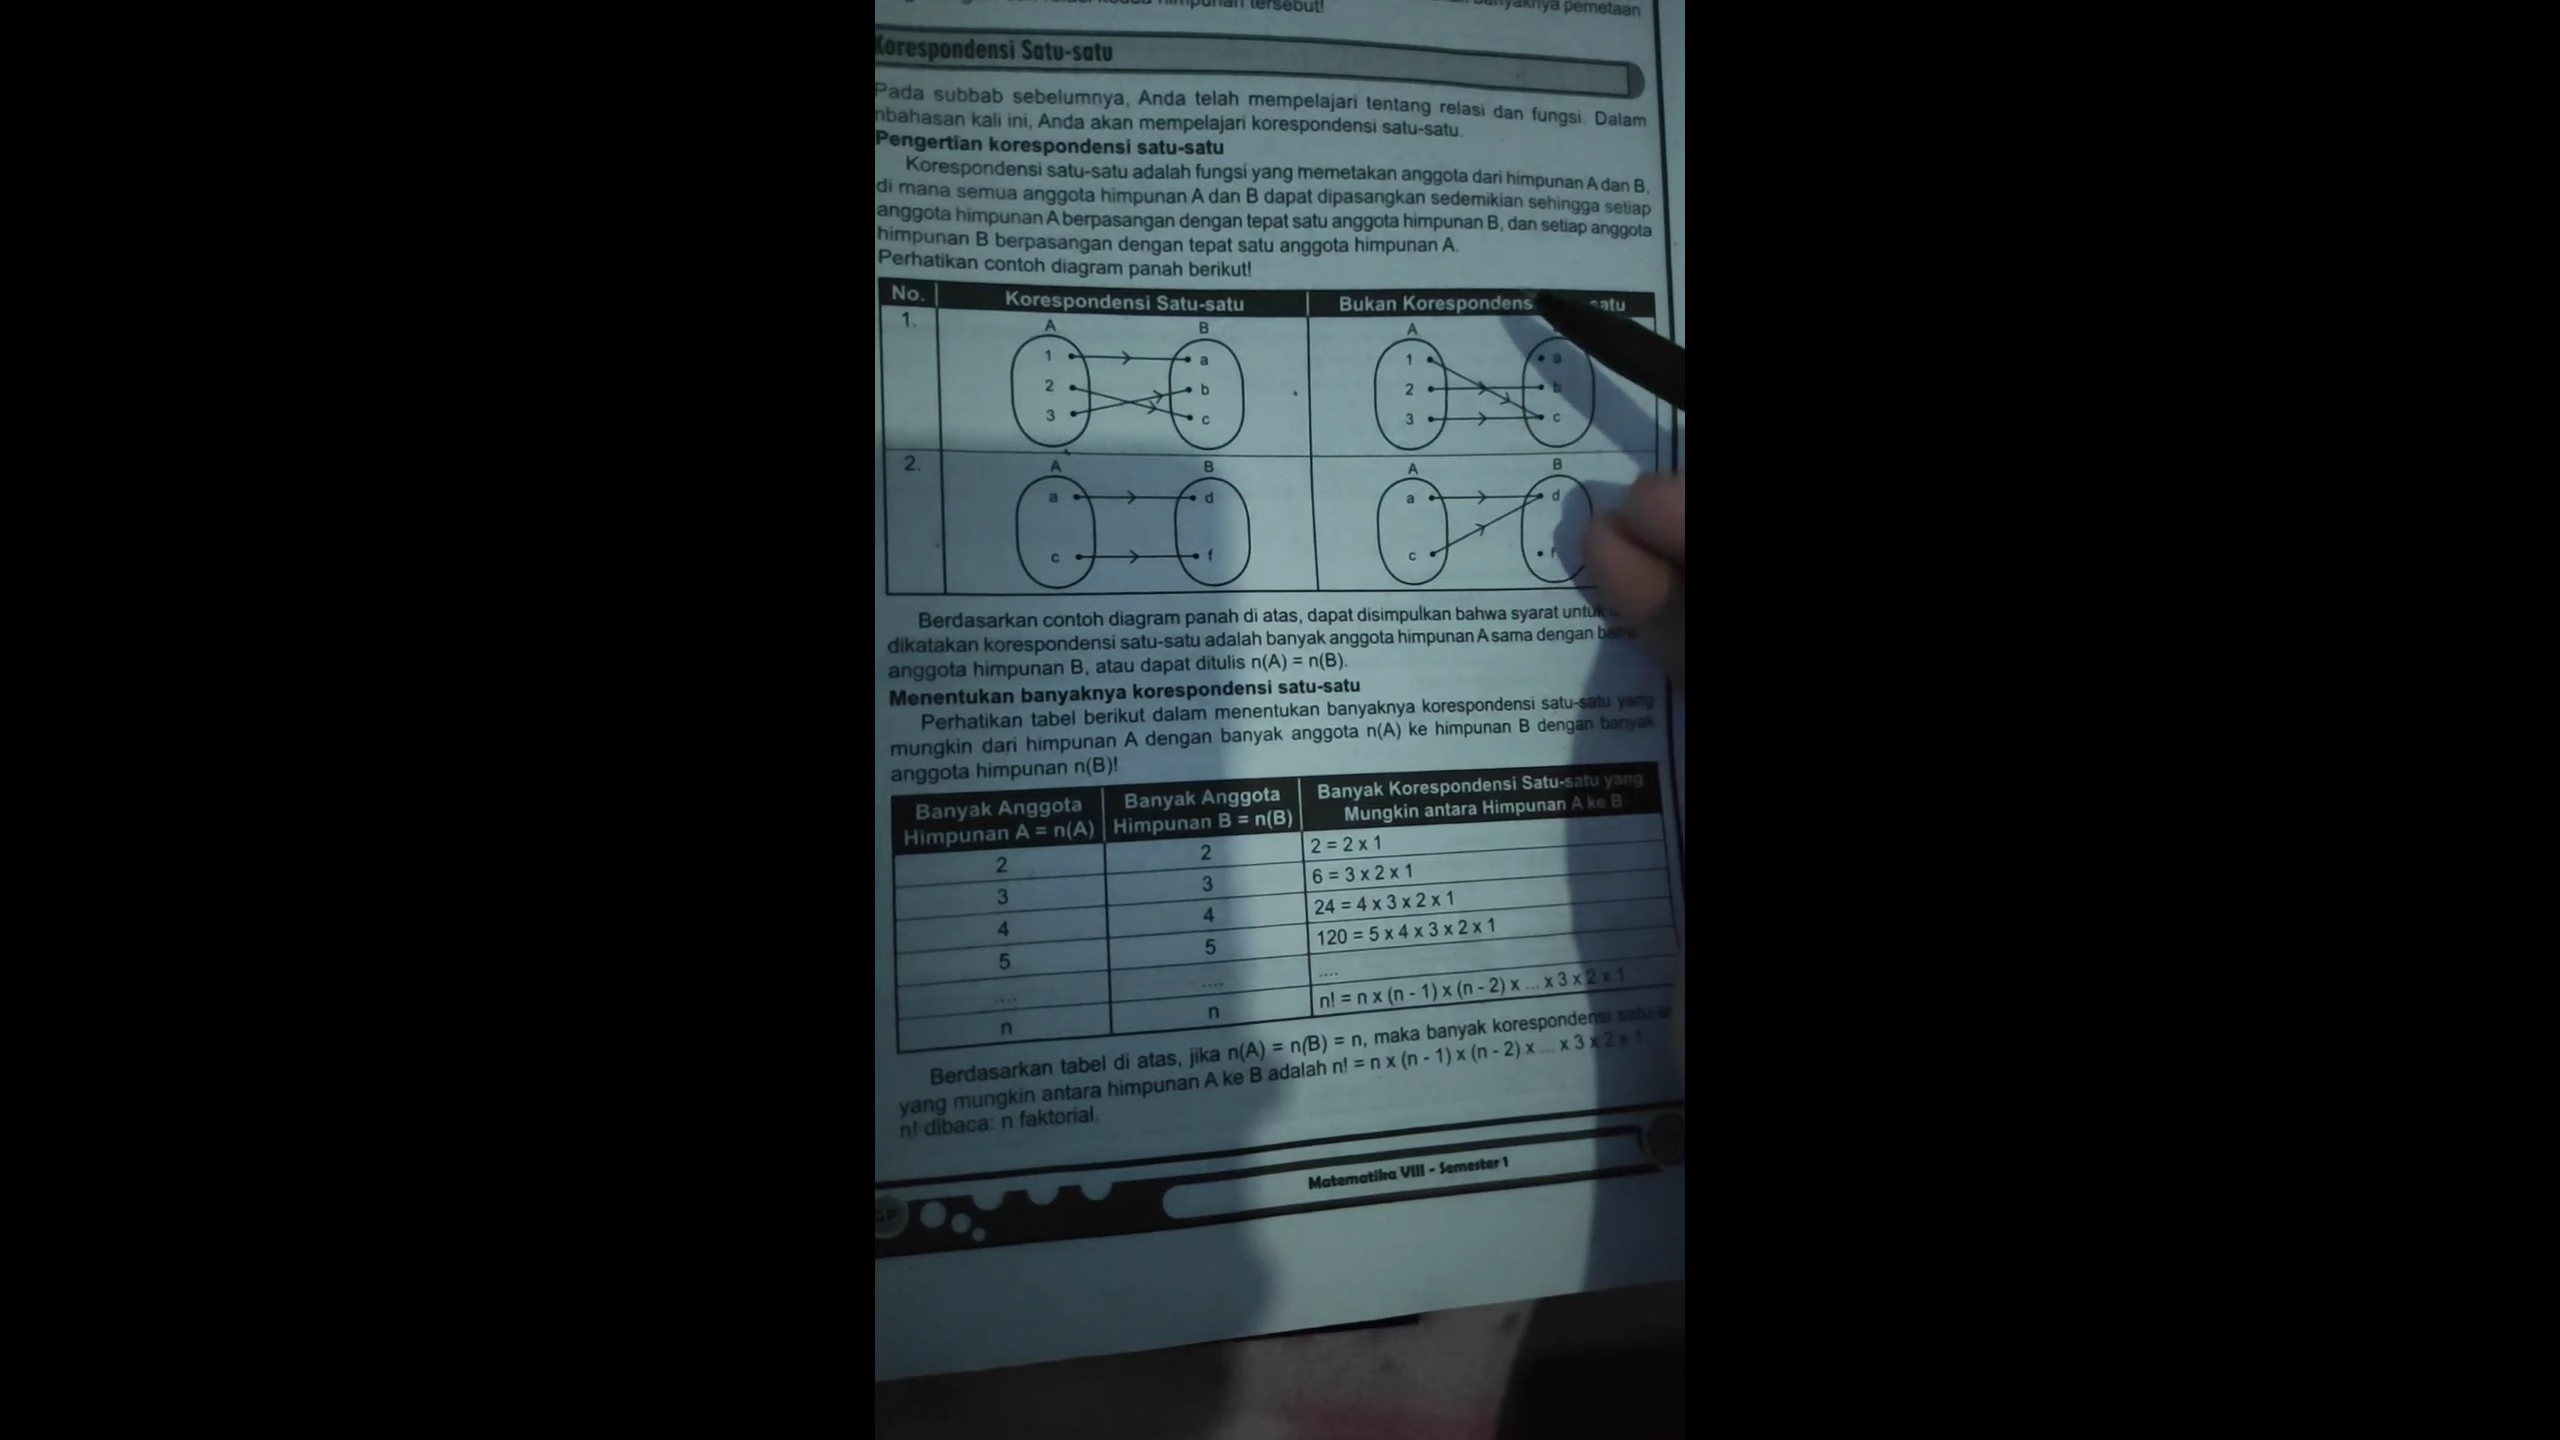 tersebut!
banyaknya pemetaan
Korespondensi Satu-satu
Pada subbab sebelumnya, Anda telah mempelajari tentang relasi dan fungsi. Dalam
nbahasan kali ini, Anda akan mempelajari korespondensi satu-satu.
Pengertian korespondensi satu-satu
Korespondensi satu-satu adalah fungsi yang memetakan anggota dari himpunan A dan B,
di mana semua anggota himpunan A dan B dapat dipasangkan sedemikian sehingga setiap
anggota himpunan A berpasangan dengan tepat satu anggota himpunan B, dan setiap anggota
himpunan B berpasangan dengan tepat satu anggota himpunan A.
Perhatikan contoh diagram panah berikut!
No. Korespondensi Satu-satu Bukan Korespondens satu
1.
A B
1 a
2 b
3 c
A
1 a
2 b
3 c
2.
A B
a d
c f
A B
a d
c f
Berdasarkan contoh diagram panah di atas, dapat disimpulkan bahwa syarat untuk
dikatakan korespondensi satu-satu adalah banyak anggota himpunan A sama dengan
anggota himpunan B, atau dapat ditulis n(A) = n(B).
Menentukan banyaknya korespondensi satu-satu
Perhatikan tabel berikut dalam menentukan banyaknya korespondensi satu-satu yang
mungkin dari himpunan A dengan banyak anggota n(A) ke himpunan B dengan banyak
anggota himpunan n(B)!
Banyak Anggota Himpunan A = n(A)
Banyak Anggota Himpunan B = n(B)
Banyak Korespondensi Satu-satu yang Mungkin antara Himpunan A ke B
2 2 2 = 2 x 1
3 3 6 = 3 x 2 x 1
4 4 24 = 4 x 3 x 2 x 1
5 5 120 = 5 x 4 x 3 x 2 x 1
.... .... ....
n n n! = n x (n - 1) x (n - 2) x ... x 3 x 2 x 1
Berdasarkan tabel di atas, jika n(A) = n(B) = n, maka banyak korespondensi
yang mungkin antara himpunan A ke B adalah n! = n x (n - 1) x (n - 2) x ... x 3 x 2 x 1.
n! dibaca: n faktorial.
Matematika VIII - Semester 1